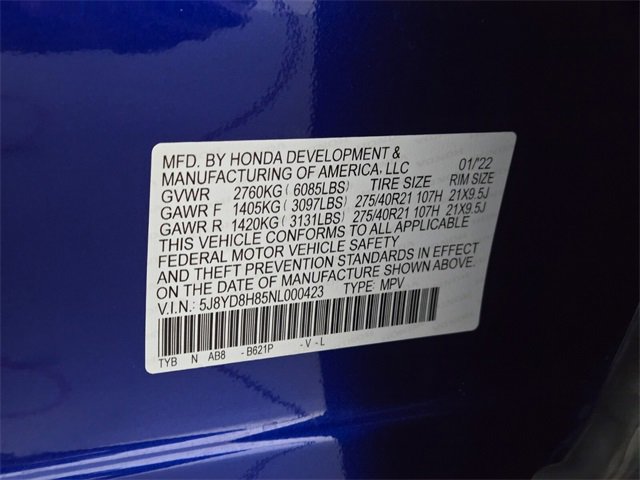 MFD. BY HONDA DEVELOPMENT &
MANUFACTURING OF AMERICA, LLC 01/'22
GVWR 2760KG ( 6085LBS) TIRE SIZE RIM SIZE
GAWR F 1405KG ( 3097LBS) 275/40R21 107H 21X9.5J
GAWR R 1420KG ( 3131LBS) 275/40R21 107H 21X9.5J
THIS VEHICLE CONFORMS TO ALL APPLICABLE
FEDERAL MOTOR VEHICLE SAFETY
AND THEFT PREVENTION STANDARDS IN EFFECT
ON THE DATE OF MANUFACTURE SHOWN ABOVE.
V.I.N.: 5J8YD8H85NL000423 TYPE: MPV
TYB N AB8 - B621P - V - L